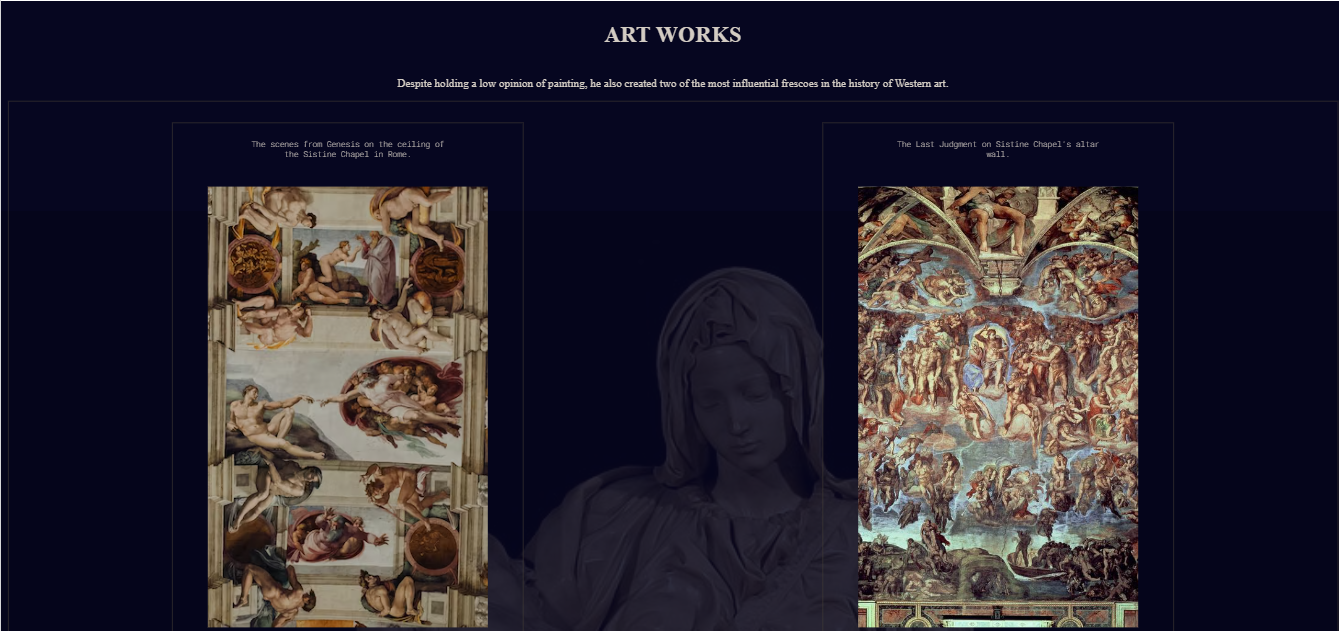 ART WORKS
Despite holding a low opinion of painting, he also created two of the most influential frescoes in the history of Western art.
The scenes from Genesis on the ceiling of
the Sistine Chapel in Rome.
The Last Judgment on Sistine Chapel's altar
wall.